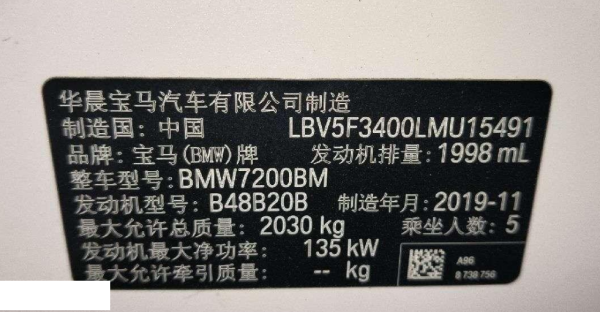 华晨宝马汽车有限公司制造
制造国: 中国 LBV5F3400LMU15491
品牌: 宝马(BMW)牌 发动机排量: 1998 mL
整车型号: BMW7200BM
发动机型号: B48B20B 制造年月: 2019-11
最大允许总质量: 2030 kg 乘坐人数: 5
发动机最大净功率: 135 kW
最大允许牵引质量: -- kg
A96
8 738 756